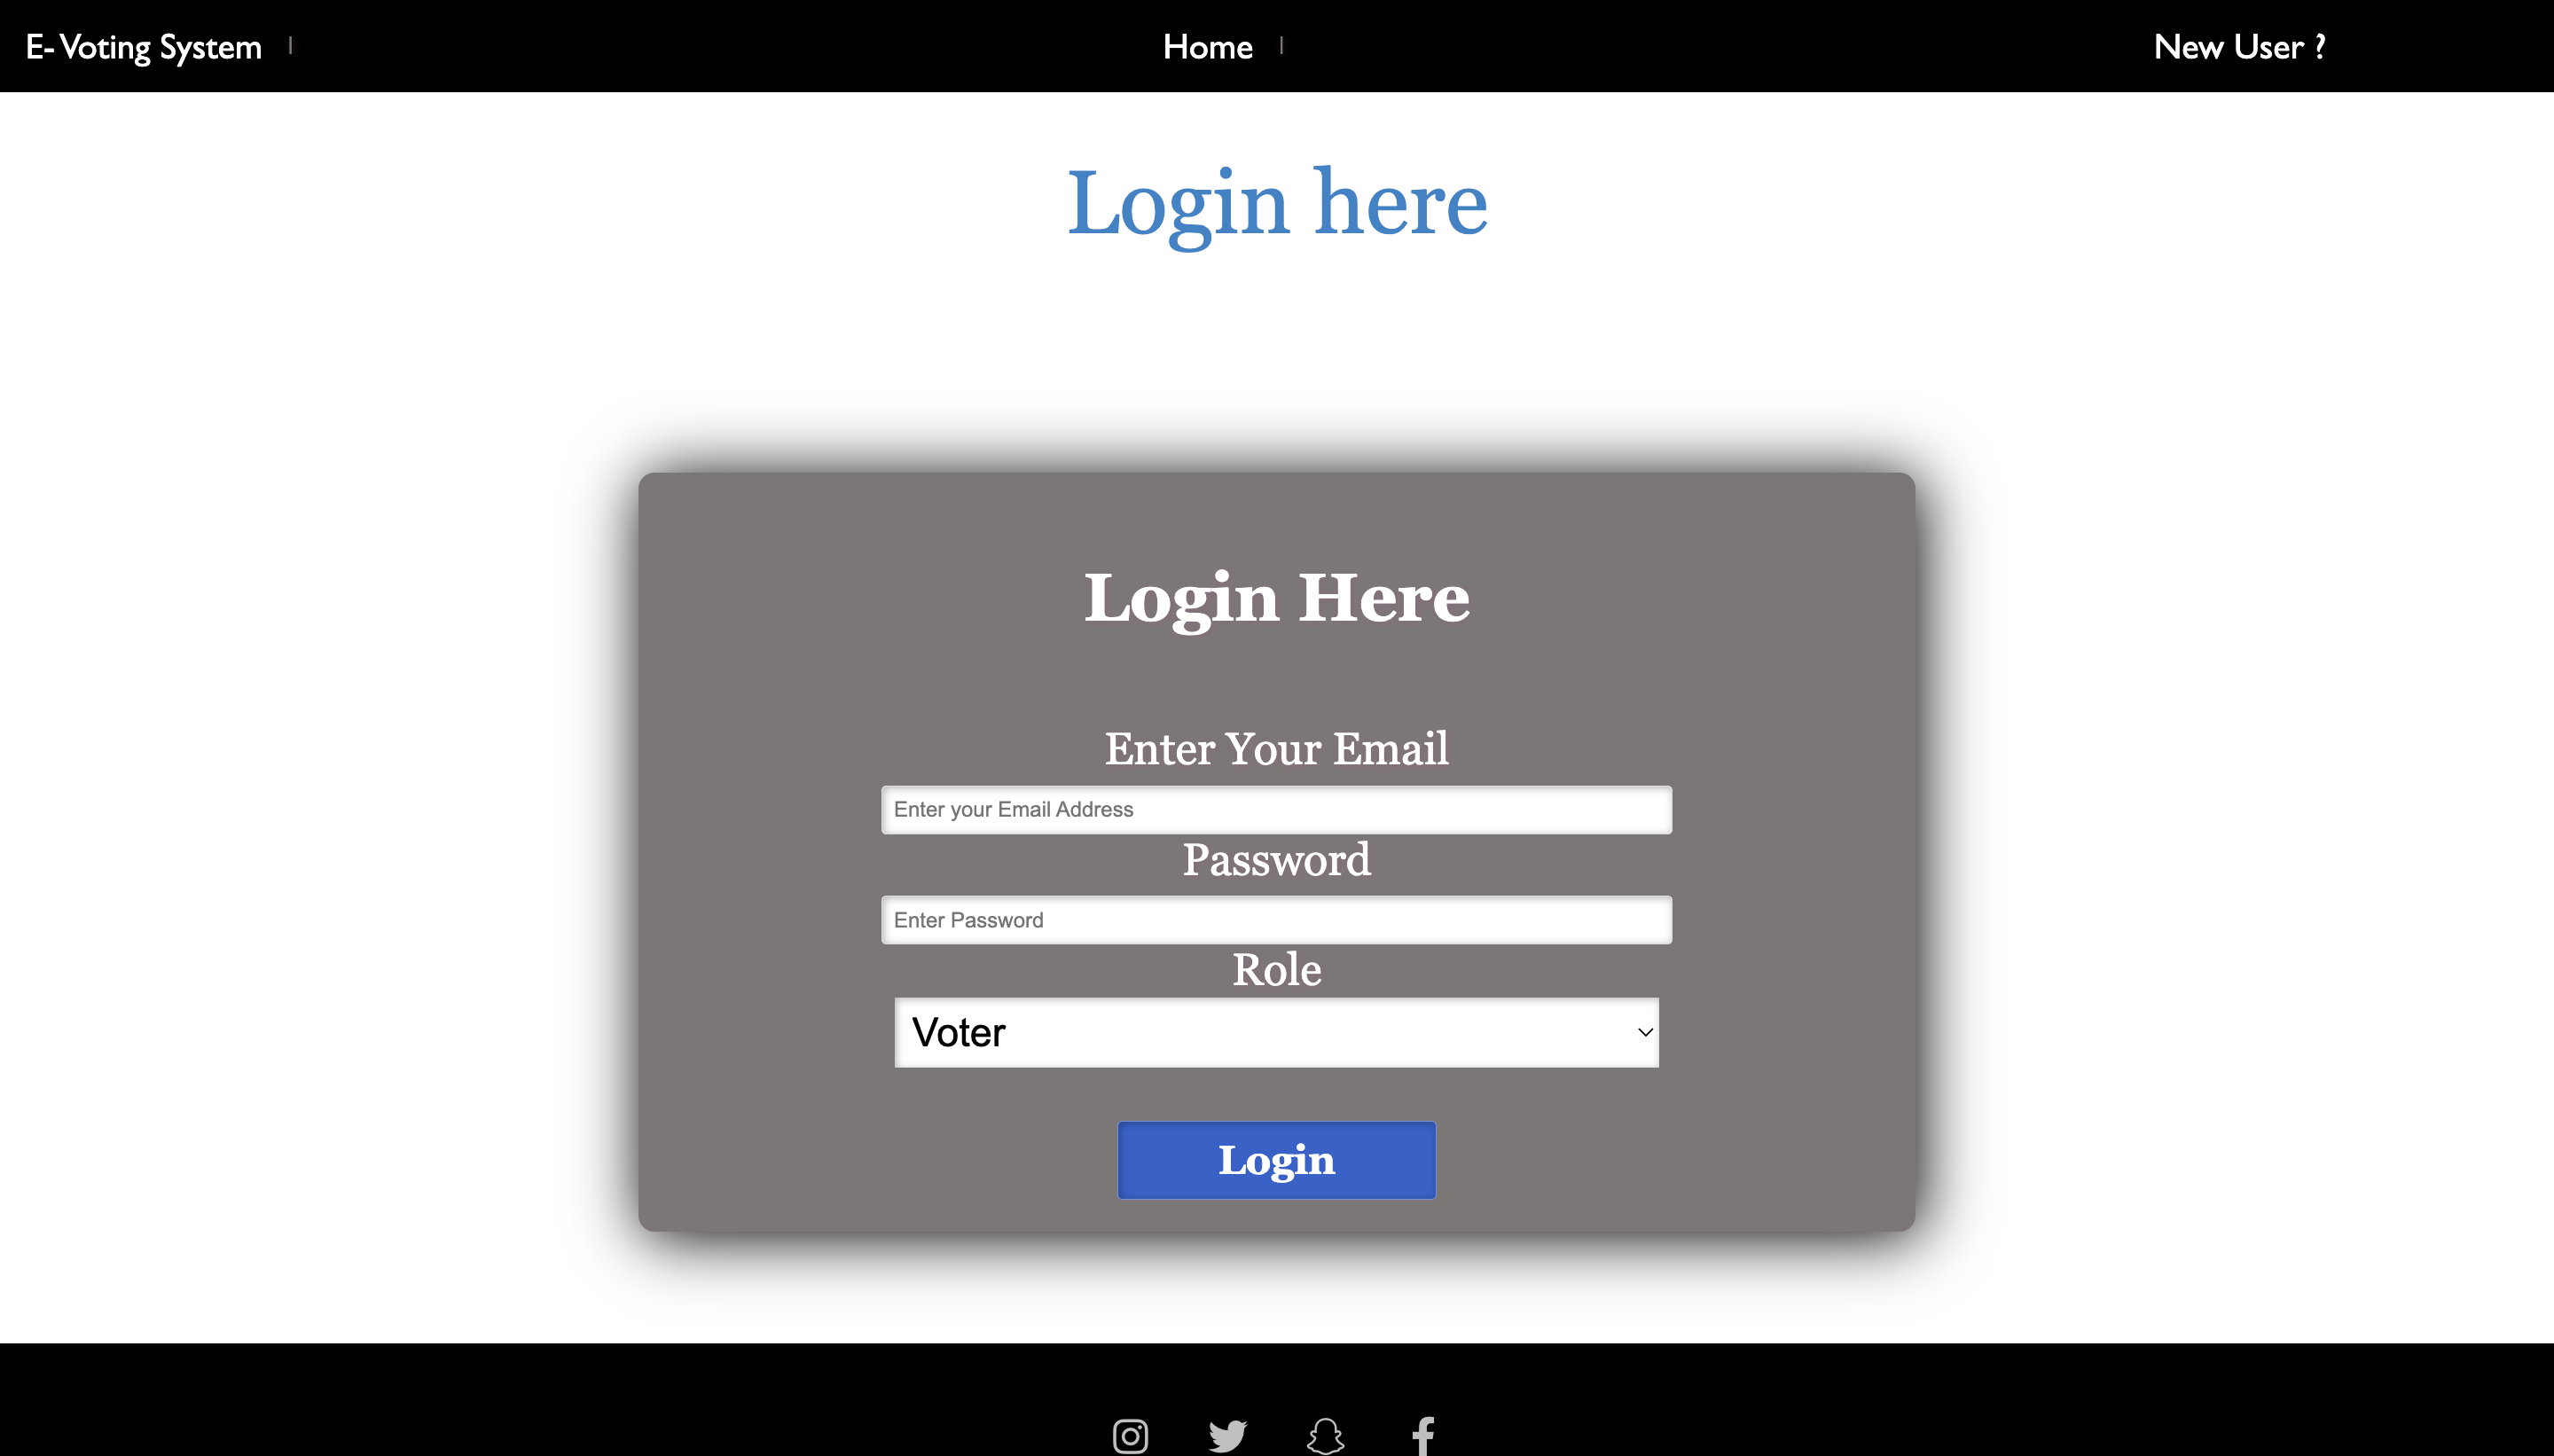 E- Voting System | Home | New User ?
Login here
Login Here
Enter Your Email
Enter your Email Address
Password
Enter Password
Role
Voter
Login